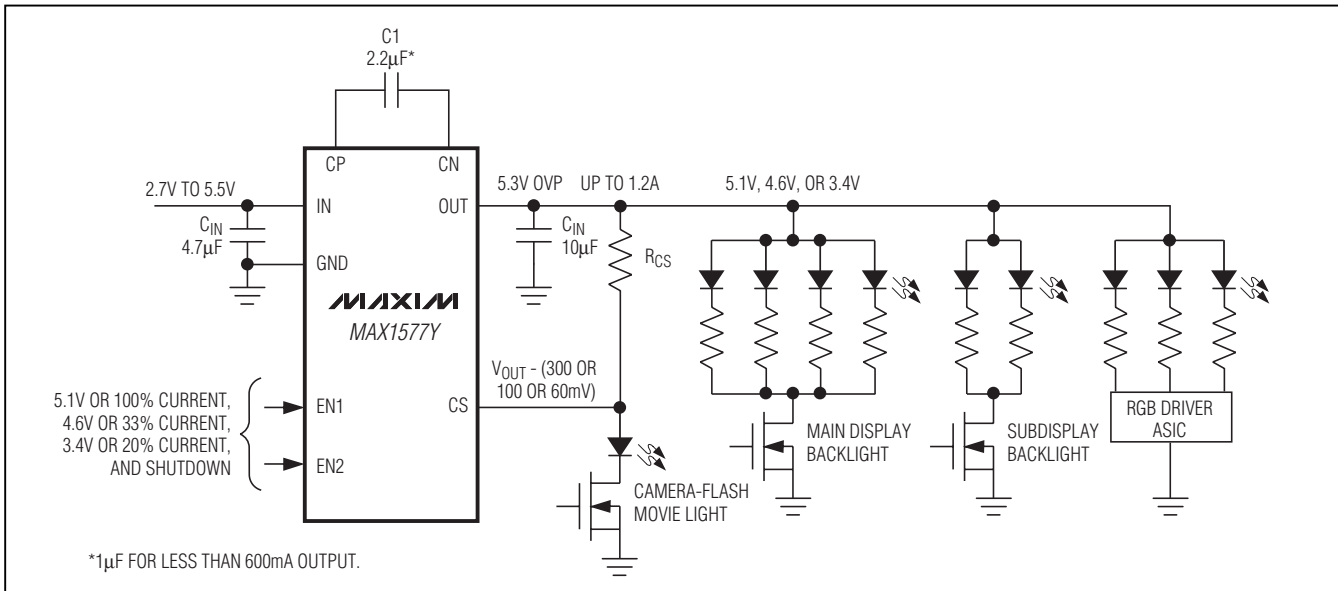 C1
2.2μF*
CP
CN
2.7V TO 5.5V
IN
OUT
5.3V OVP
UP TO 1.2A
5.1V, 4.6V, OR 3.4V
CIN
4.7μF
GND
CIN
10μF
RCS
MAXIM
MAX1577Y
VOUT - (300 OR
100 OR 60mV)
5.1V OR 100% CURRENT,
4.6V OR 33% CURRENT,
3.4V OR 20% CURRENT,
AND SHUTDOWN
EN1
EN2
CS
CAMERA-FLASH
MOVIE LIGHT
MAIN DISPLAY
BACKLIGHT
SUBDISPLAY
BACKLIGHT
RGB DRIVER
ASIC
*1μF FOR LESS THAN 600mA OUTPUT.